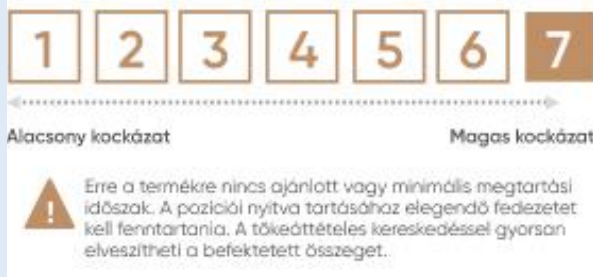 1 2 3 4 5 6 7
Alacsony kockázat Magas kockázat
Erre a termékre nincs ajánlott vagy minimális megtartási
időszak. A poziciói nyitva tartásához elegendő fedezetet
kell fenntartania. A tőkeáttételes kereskedéssel gyorsan
elveszítheti a befektetett összeget.